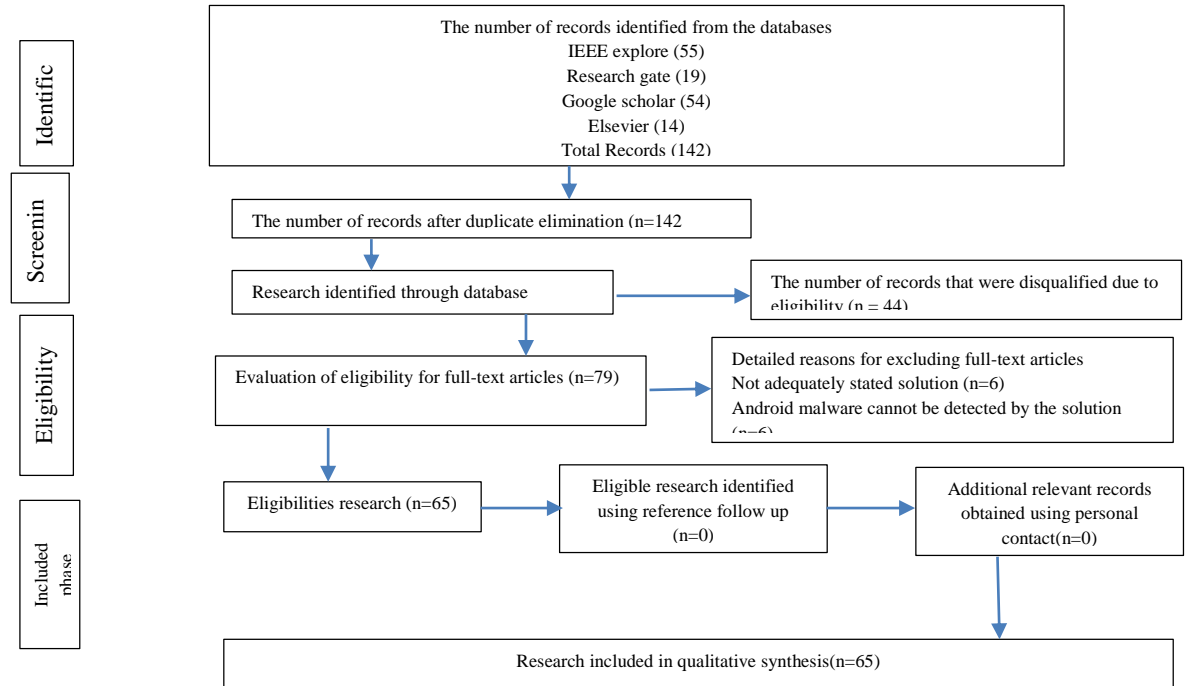 The number of records identified from the databases
IEEE explore (55)
Research gate (19)
Google scholar (54)
Elsevier (14)
Total Records (142)
Identific
Screenin
The number of records after duplicate elimination (n=142
Research identified through database
The number of records that were disqualified due to
eligibility (n = 44)
Eligibility
Evaluation of eligibility for full-text articles (n=79)
Detailed reasons for excluding full-text articles
Not adequately stated solution (n=6)
Android malware cannot be detected by the solution
(n=6)
Included
phase
Eligibilities research (n=65)
Eligible research identified
using reference follow up
(n=0)
Additional relevant records
obtained using personal
contact(n=0)
Research included in qualitative synthesis(n=65)